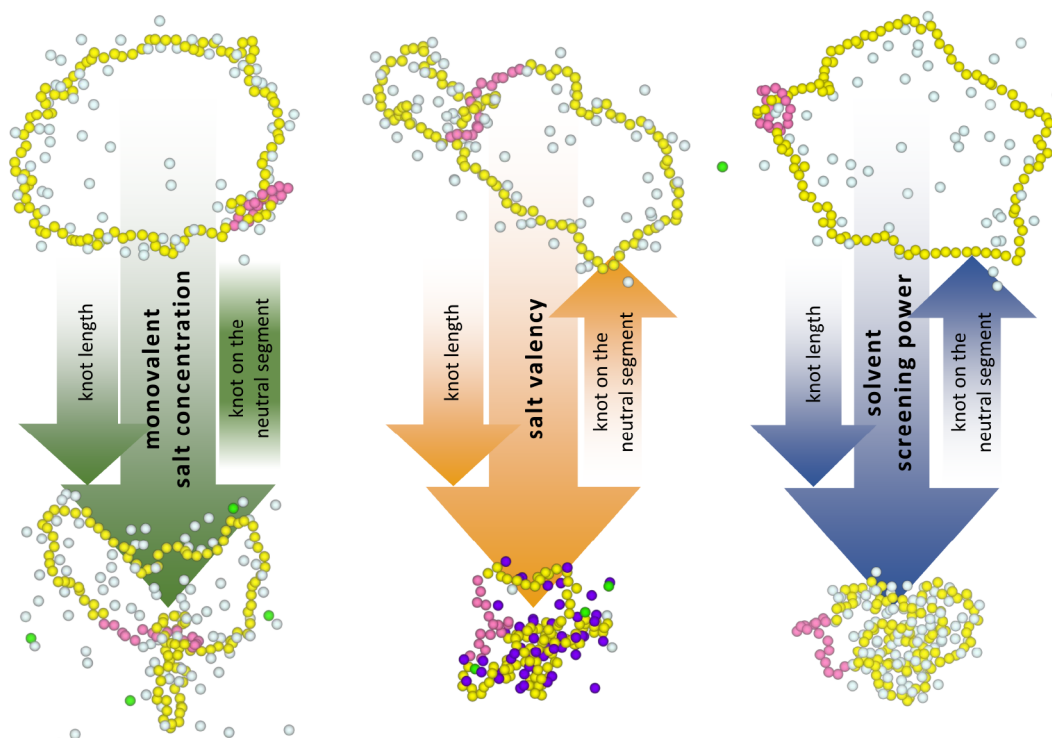 knot length
monovalent
salt concentration
knot on the
neutral segment
knot length
salt valency
knot on the
neutral segment
knot length
solvent
screening power
knot on the
neutral segment